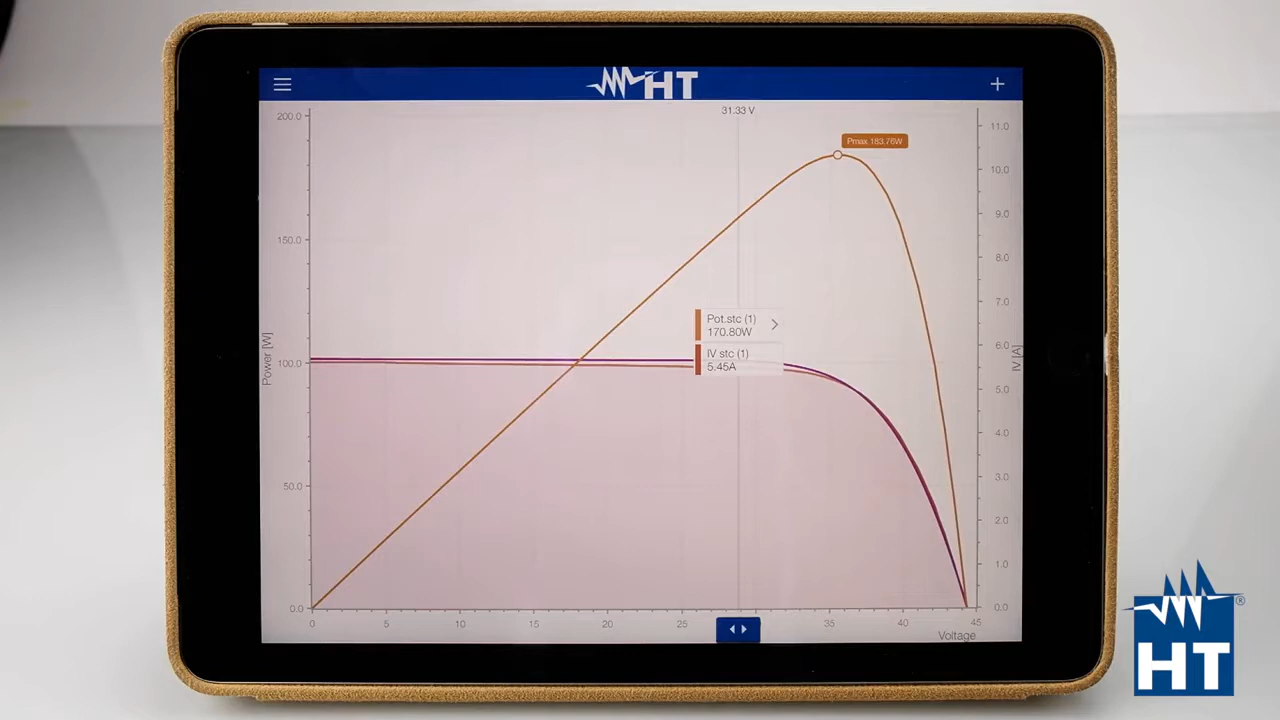 HT
31.33 V
200.0
150.0
100.0
50.0
0.0
Power [W]
Pmax 183.76W
Pot.stc (1)
170.80W
IV stc (1)
5.45A
11.0
10.0
9.0
8.0
7.0
6.0
5.0
4.0
3.0
2.0
1.0
0.0
IV [A]
0 5 10 15 20 25 35 40 45
Voltage
HT
®